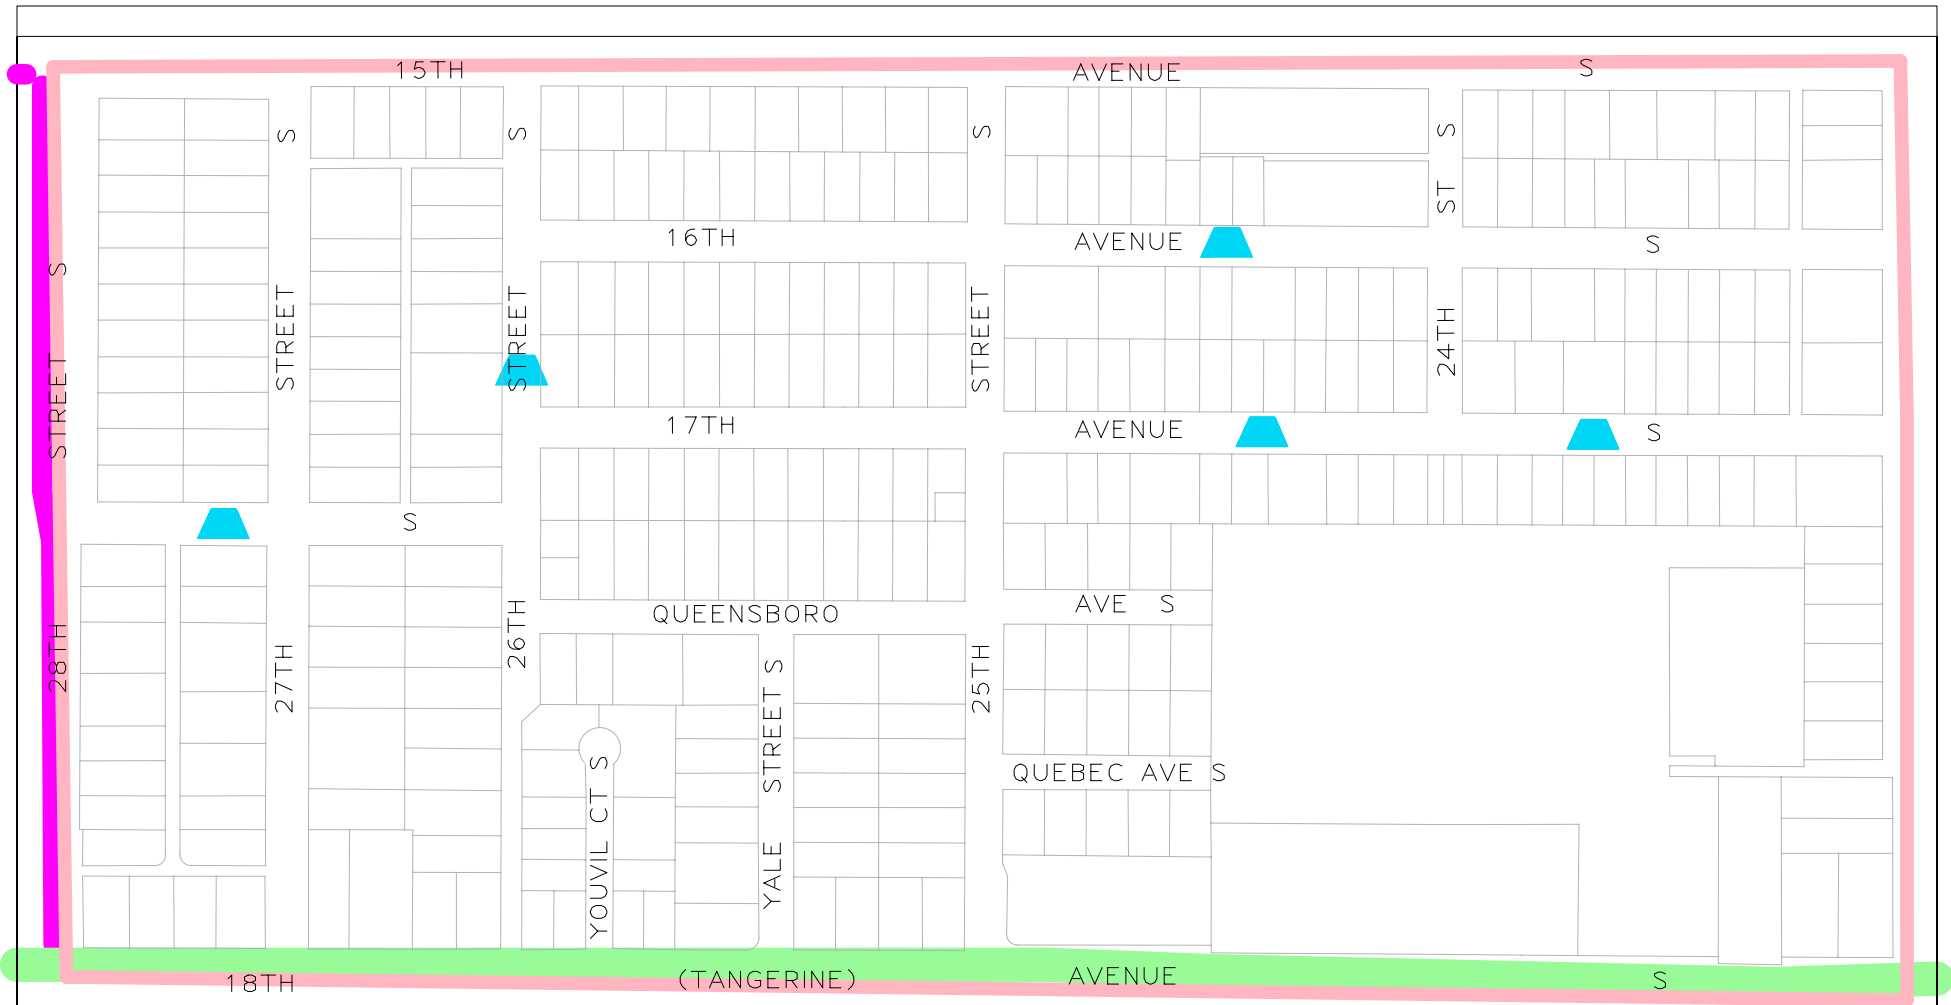 15TH AVENUE S
S S S ST S
16TH AVENUE S
STREET S
STREET
STREET
STREET
24TH
17TH AVENUE S
S
QUEENSBORO AVE S
28TH
27TH
26TH
25TH
YALE STREET S
YOUVIL CT S
QUEBEC AVE S
18TH (TANGERINE) AVENUE S